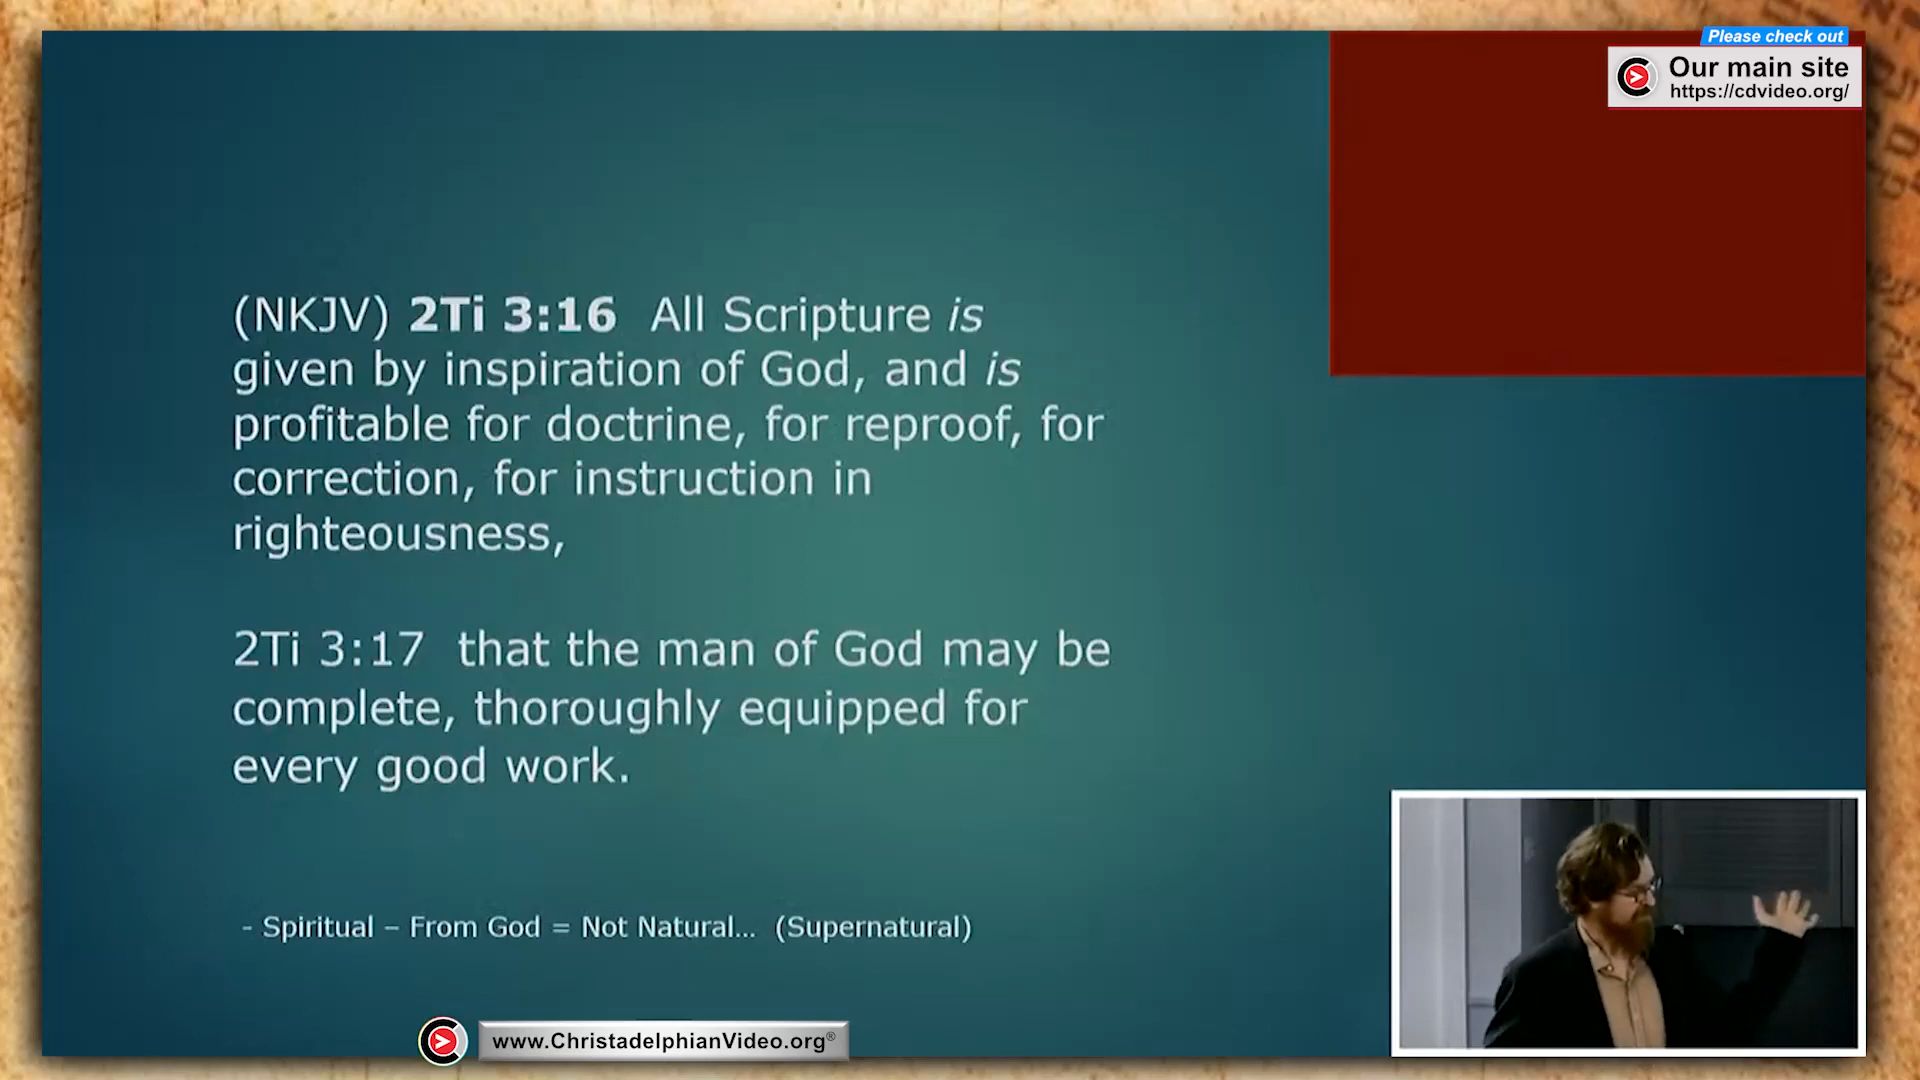 Please check out
Our main site
https://cdvideo.org/
(NKJV) 2Ti 3:16 All Scripture is
given by inspiration of God, and is
profitable for doctrine, for reproof, for
correction, for instruction in
righteousness,
2Ti 3:17 that the man of God may be
complete, thoroughly equipped for
every good work.
- Spiritual – From God = Not Natural... (Supernatural)
www.ChristadelphianVideo.org®